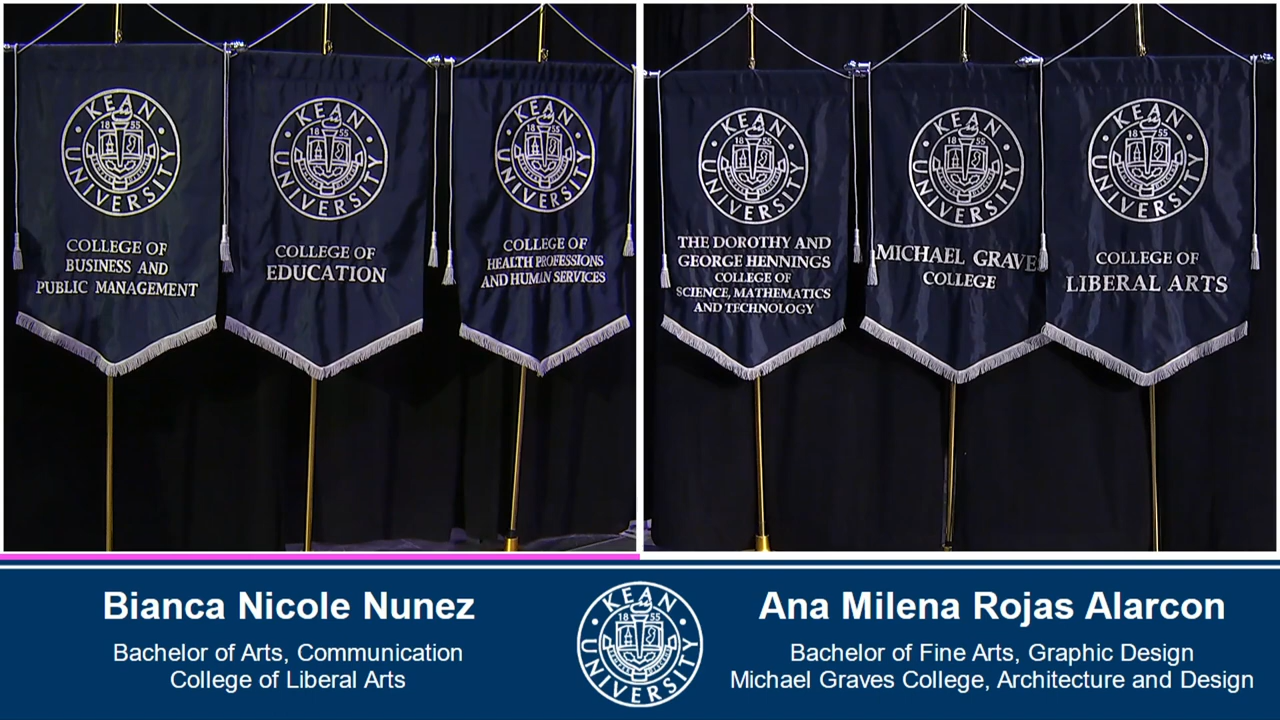 KEAN UNIVERSITY
1855
COLLEGE OF
BUSINESS AND
PUBLIC MANAGEMENT
KEAN UNIVERSITY
1855
COLLEGE OF
EDUCATION
KEAN UNIVERSITY
1855
COLLEGE OF
HEALTH PROFESSIONS
AND HUMAN SERVICES
KEAN UNIVERSITY
1855
THE DOROTHY AND
GEORGE HENNINGS
COLLEGE OF
SCIENCE, MATHEMATICS
AND TECHNOLOGY
KEAN UNIVERSITY
1855
MICHAEL GRAVE
COLLEGE
KEAN UNIVERSITY
1855
COLLEGE OF
LIBERAL ARTS
Bianca Nicole Nunez
Bachelor of Arts, Communication
College of Liberal Arts
KEAN UNIVERSITY
1855
Ana Milena Rojas Alarcon
Bachelor of Fine Arts, Graphic Design
Michael Graves College, Architecture and Design